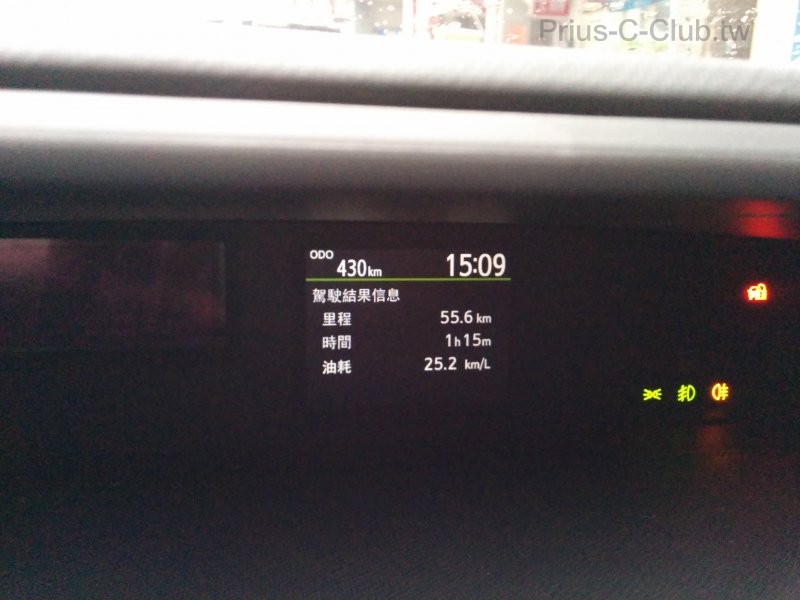 Prius-C-Club.tw
ODO
430km 15:09
駕駛結果信息
里程 55.6 km
時間 1h15m
油耗 25.2 km/L